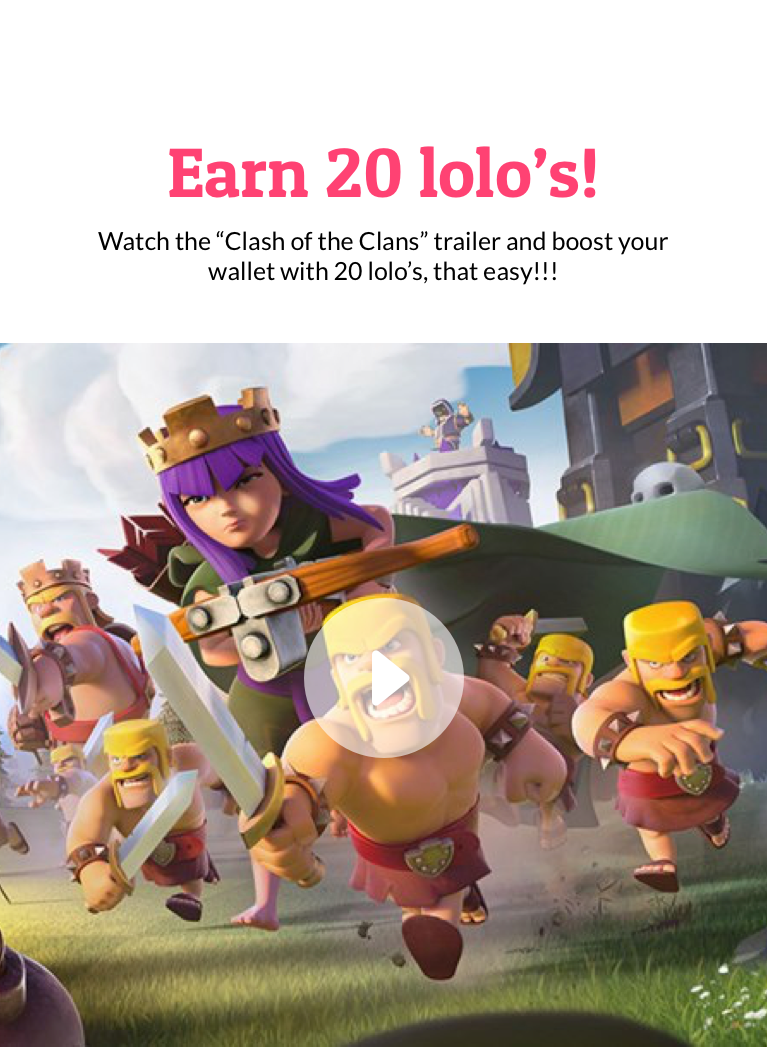 Earn 20 lolo’s!
Watch the “Clash of the Clans” trailer and boost your
wallet with 20 lolo’s, that easy!!!